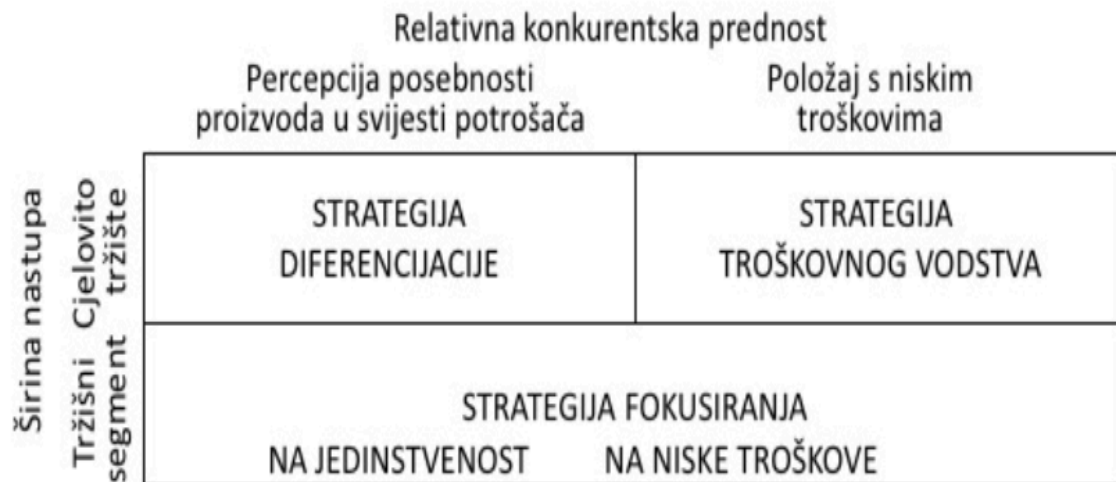 Relativna konkurentska prednost
Percepcija posebnosti
proizvoda u svijesti potrošača
Položaj s niskim
troškovima
Širina nastupa
Cjelovito
tržište
STRATEGIJA
DIFERENCIJACIJE
STRATEGIJA
TROŠKOVNOG VODSTVA
Tržišni
segment
STRATEGIJA FOKUSIRANJA
NA JEDINSTVENOST NA NISKE TROŠKOVE